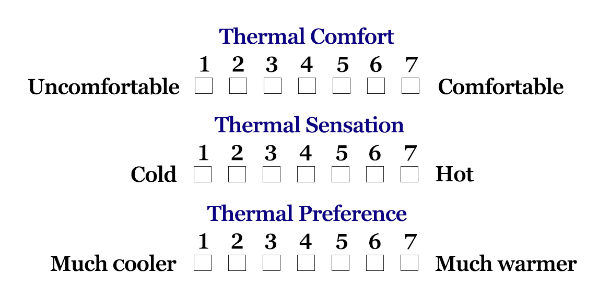 Thermal Comfort
1 2 3 4 5 6 7
Uncomfortable Comfortable
Thermal Sensation
1 2 3 4 5 6 7
Cold Hot
Thermal Preference
1 2 3 4 5 6 7
Much cooler Much warmer